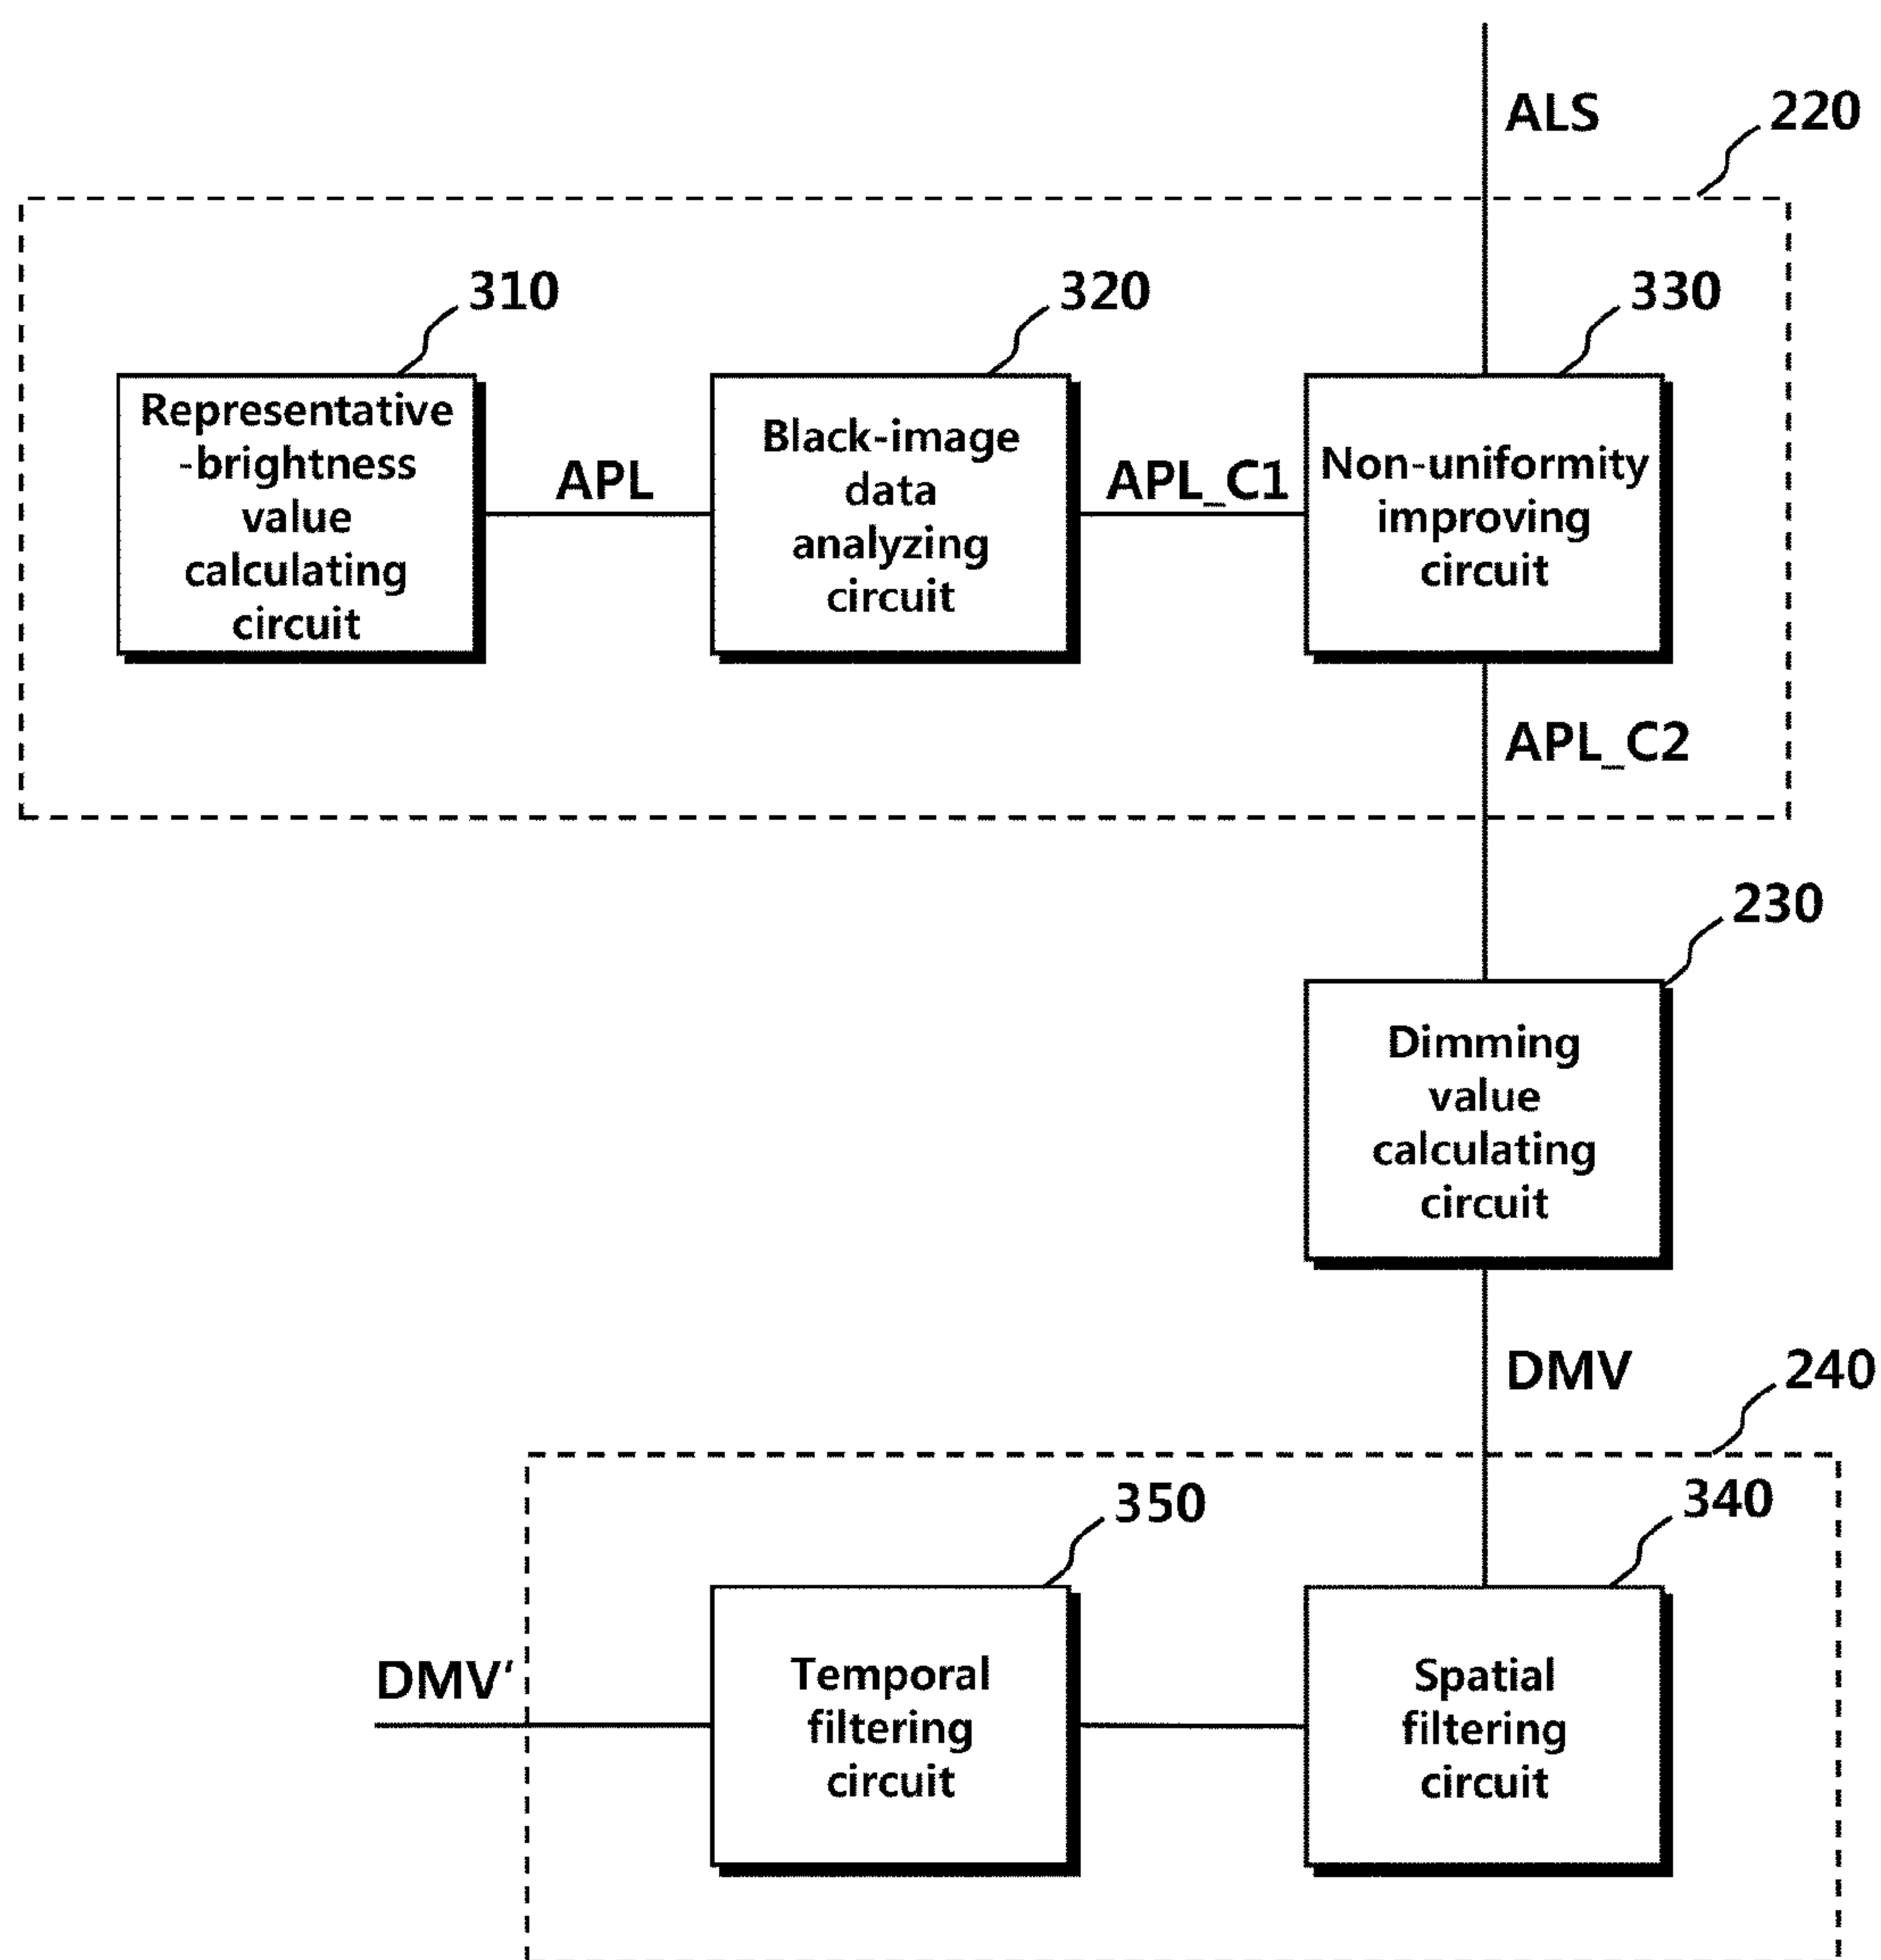 ALS
220
310
320
330
Representative
-brightness
value
calculating
circuit
APL
Black-image
data
analyzing
circuit
APL_C1
Non-uniformity
improving
circuit
APL_C2
230
Dimming
value
calculating
circuit
DMV
240
350
340
DMV‘
Temporal
filtering
circuit
Spatial
filtering
circuit